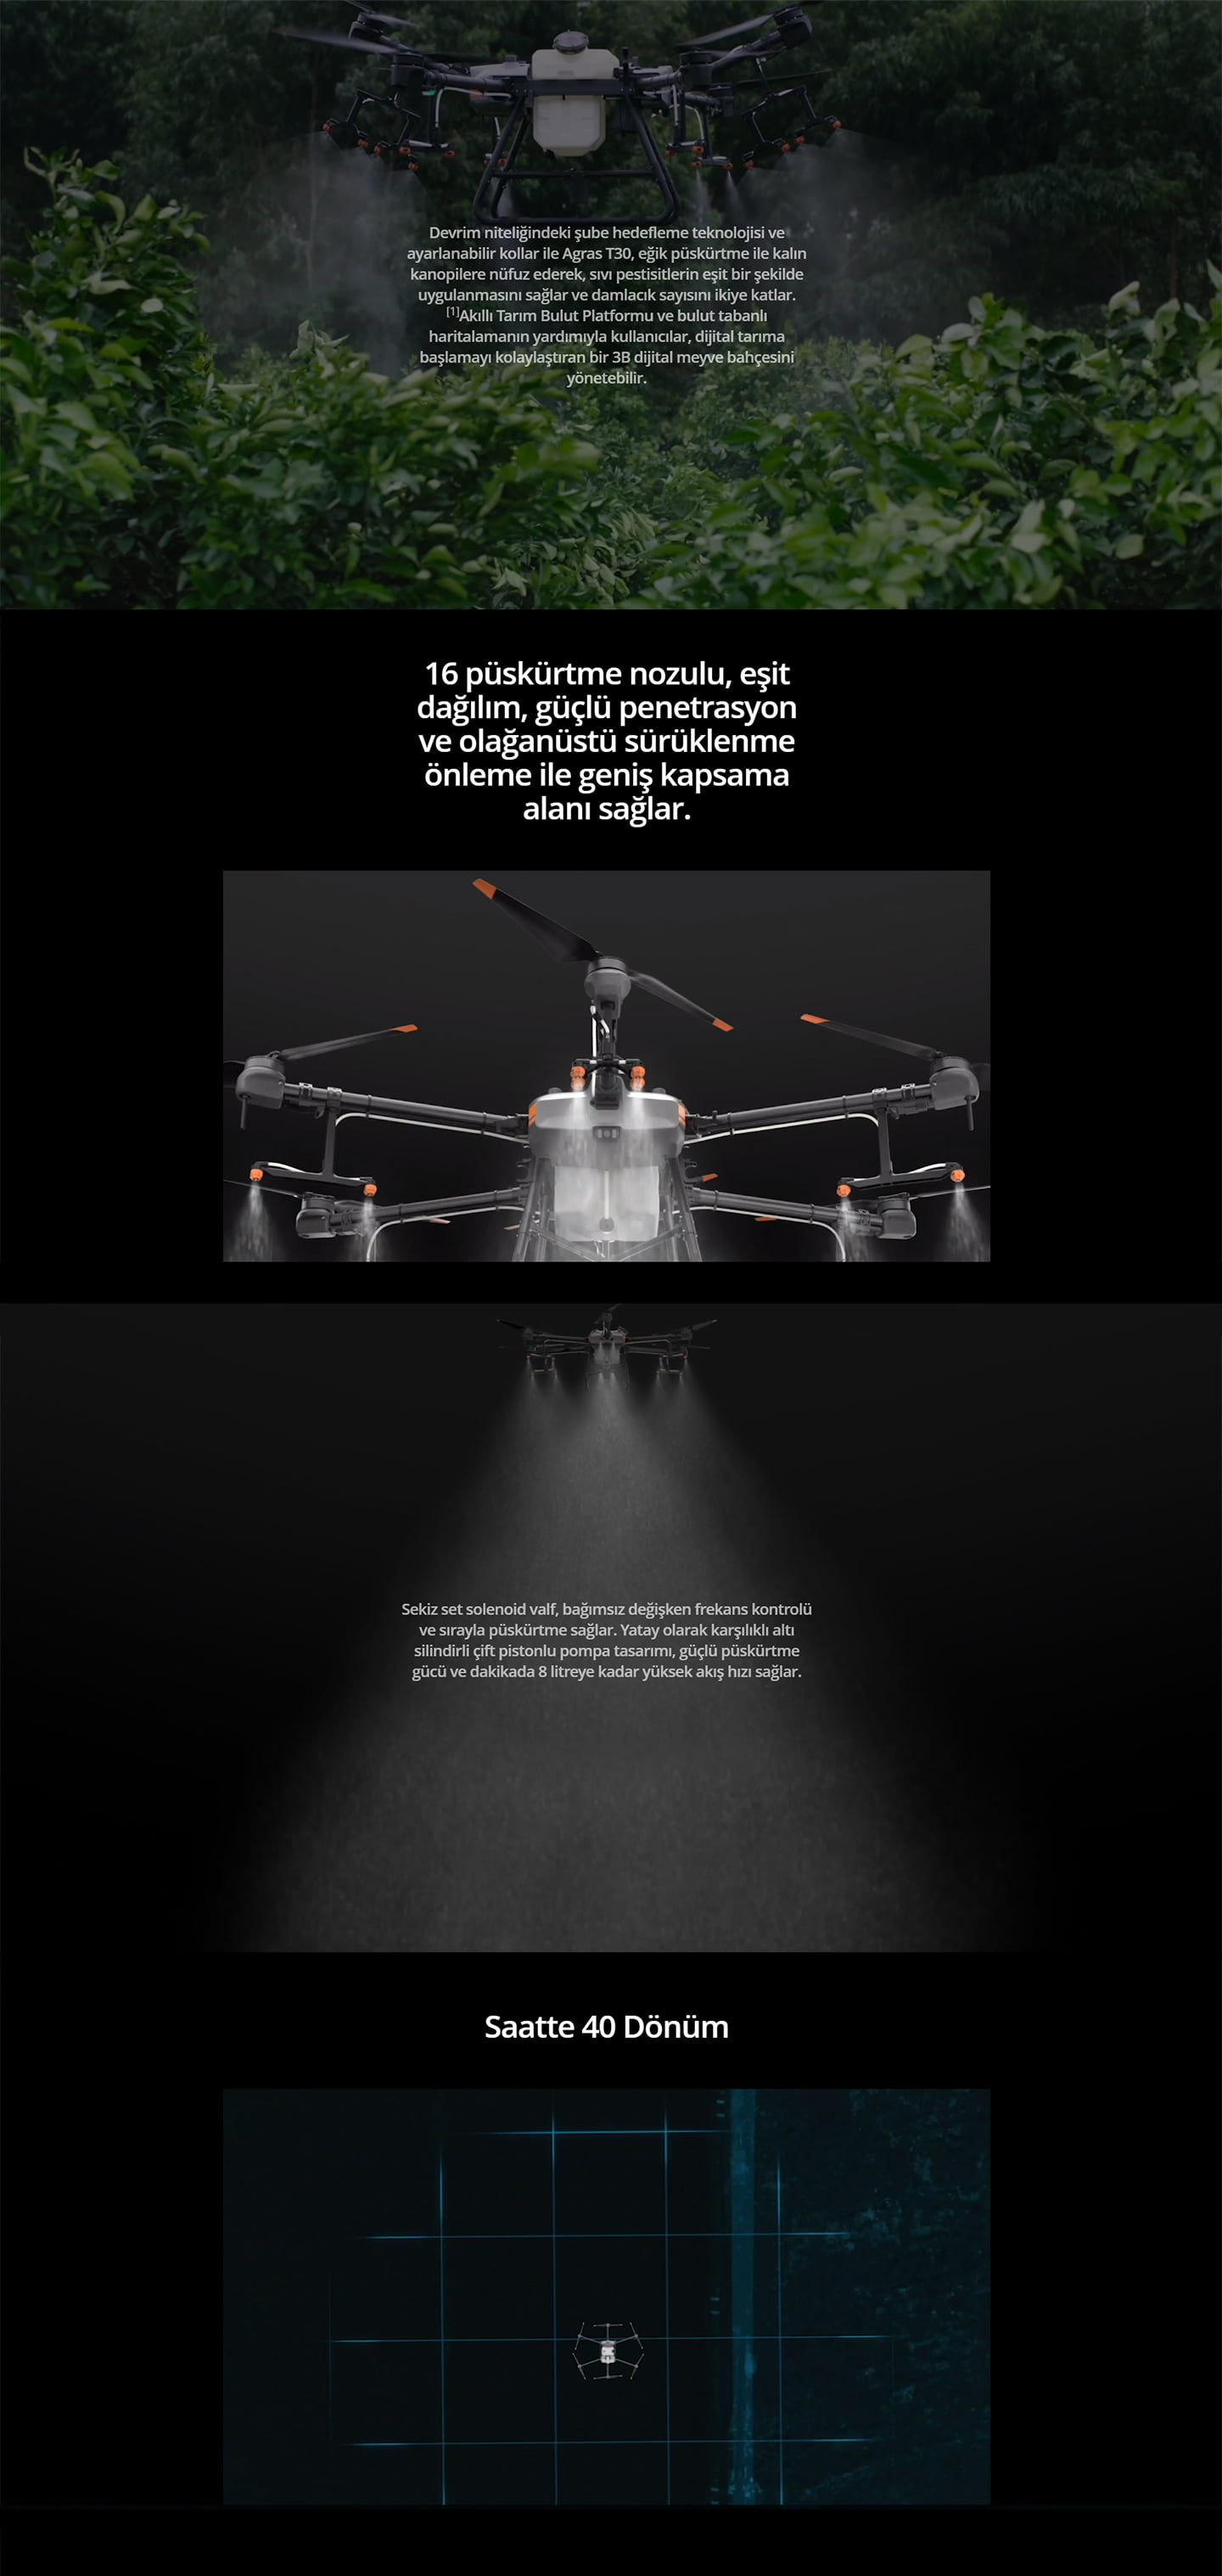 Devrim niteliğindeki şube hedefleme teknolojisi ve
ayarlanabilir kollar ile Agras T30, eğik püskürtme ile kalın
kanopilere nüfuz ederek, sıvı pestisitlerin eşit bir şekilde
uygulanmasını sağlar ve damlacık sayısını ikiye katlar.
[1]Akıllı Tarım Bulut Platformu ve bulut tabanlı
haritalamanın yardımıyla kullanıcılar, dijital tarıma
başlamayı kolaylaştıran bir 3B dijital meyve bahçesini
yönetebilir.
16 püskürtme nozulu, eşit
dağılım, güçlü penetrasyon
ve olağanüstü sürüklenme
önleme ile geniş kapsama
alanı sağlar.
Sekiz set solenoid valf, bağımsız değişken frekans kontrolü
ve sırayla püskürtme sağlar. Yatay olarak karşılıklı altı
silindirli çift pistonlu pompa tasarımı, güçlü püskürtme
gücü ve dakikada 8 litreye kadar yüksek akış hızı sağlar.
Saatte 40 Dönüm